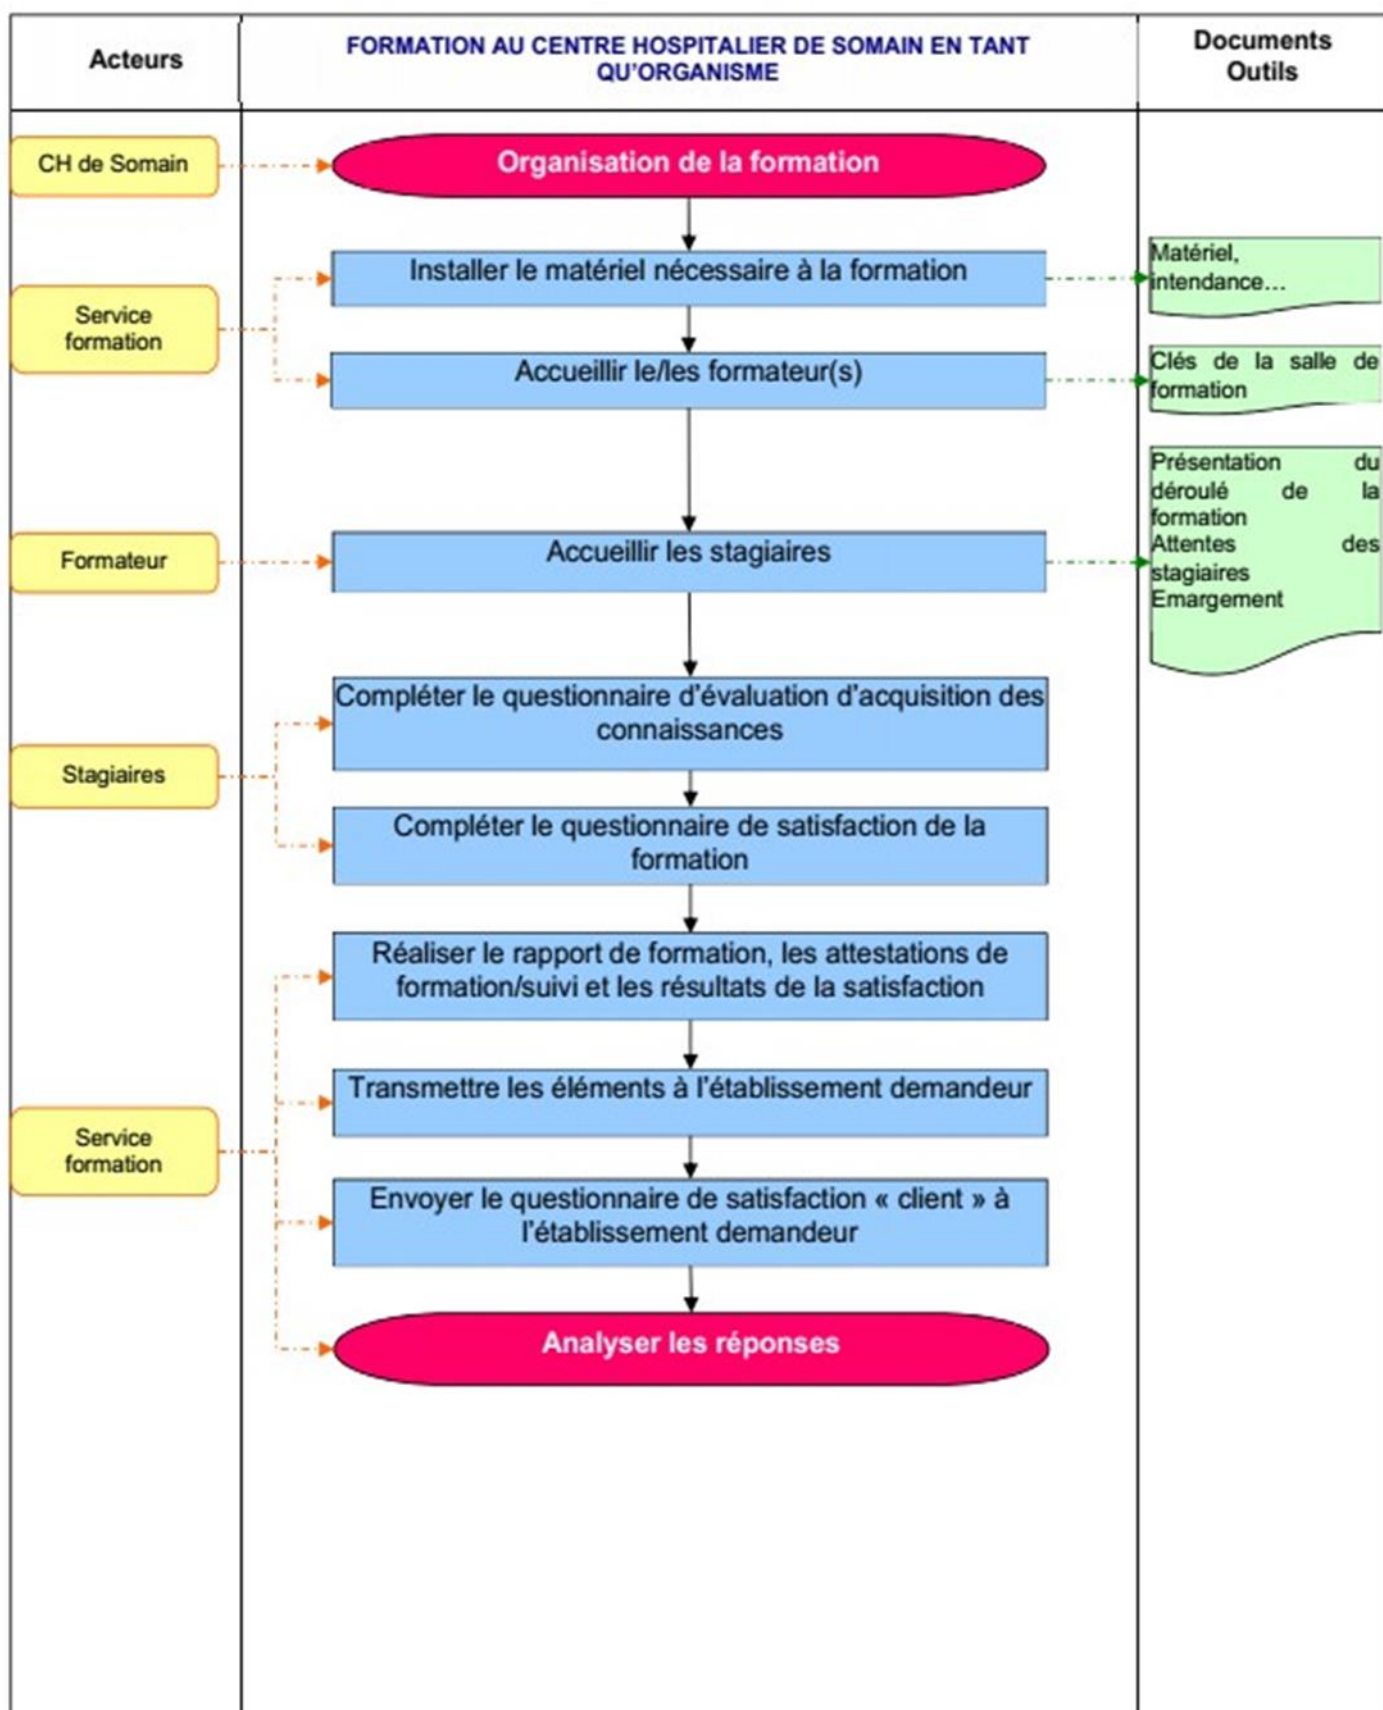 Acteurs
FORMATION AU CENTRE HOSPITALIER DE SOMAIN EN TANT
QU'ORGANISME
Documents
Outils
CH de Somain
Organisation de la formation
Service
formation
Installer le matériel nécessaire à la formation
Matériel,
intendance...
Accueillir le/les formateur(s)
Clés de la salle de
formation
Formateur
Accueillir les stagiaires
Présentation du
déroulé de la
formation
Attentes des
stagiaires
Emargement
Stagiaires
Compléter le questionnaire d'évaluation d'acquisition des
connaissances
Compléter le questionnaire de satisfaction de la
formation
Service
formation
Réaliser le rapport de formation, les attestations de
formation/suivi et les résultats de la satisfaction
Transmettre les éléments à l'établissement demandeur
Envoyer le questionnaire de satisfaction « client » à
l'établissement demandeur
Analyser les réponses